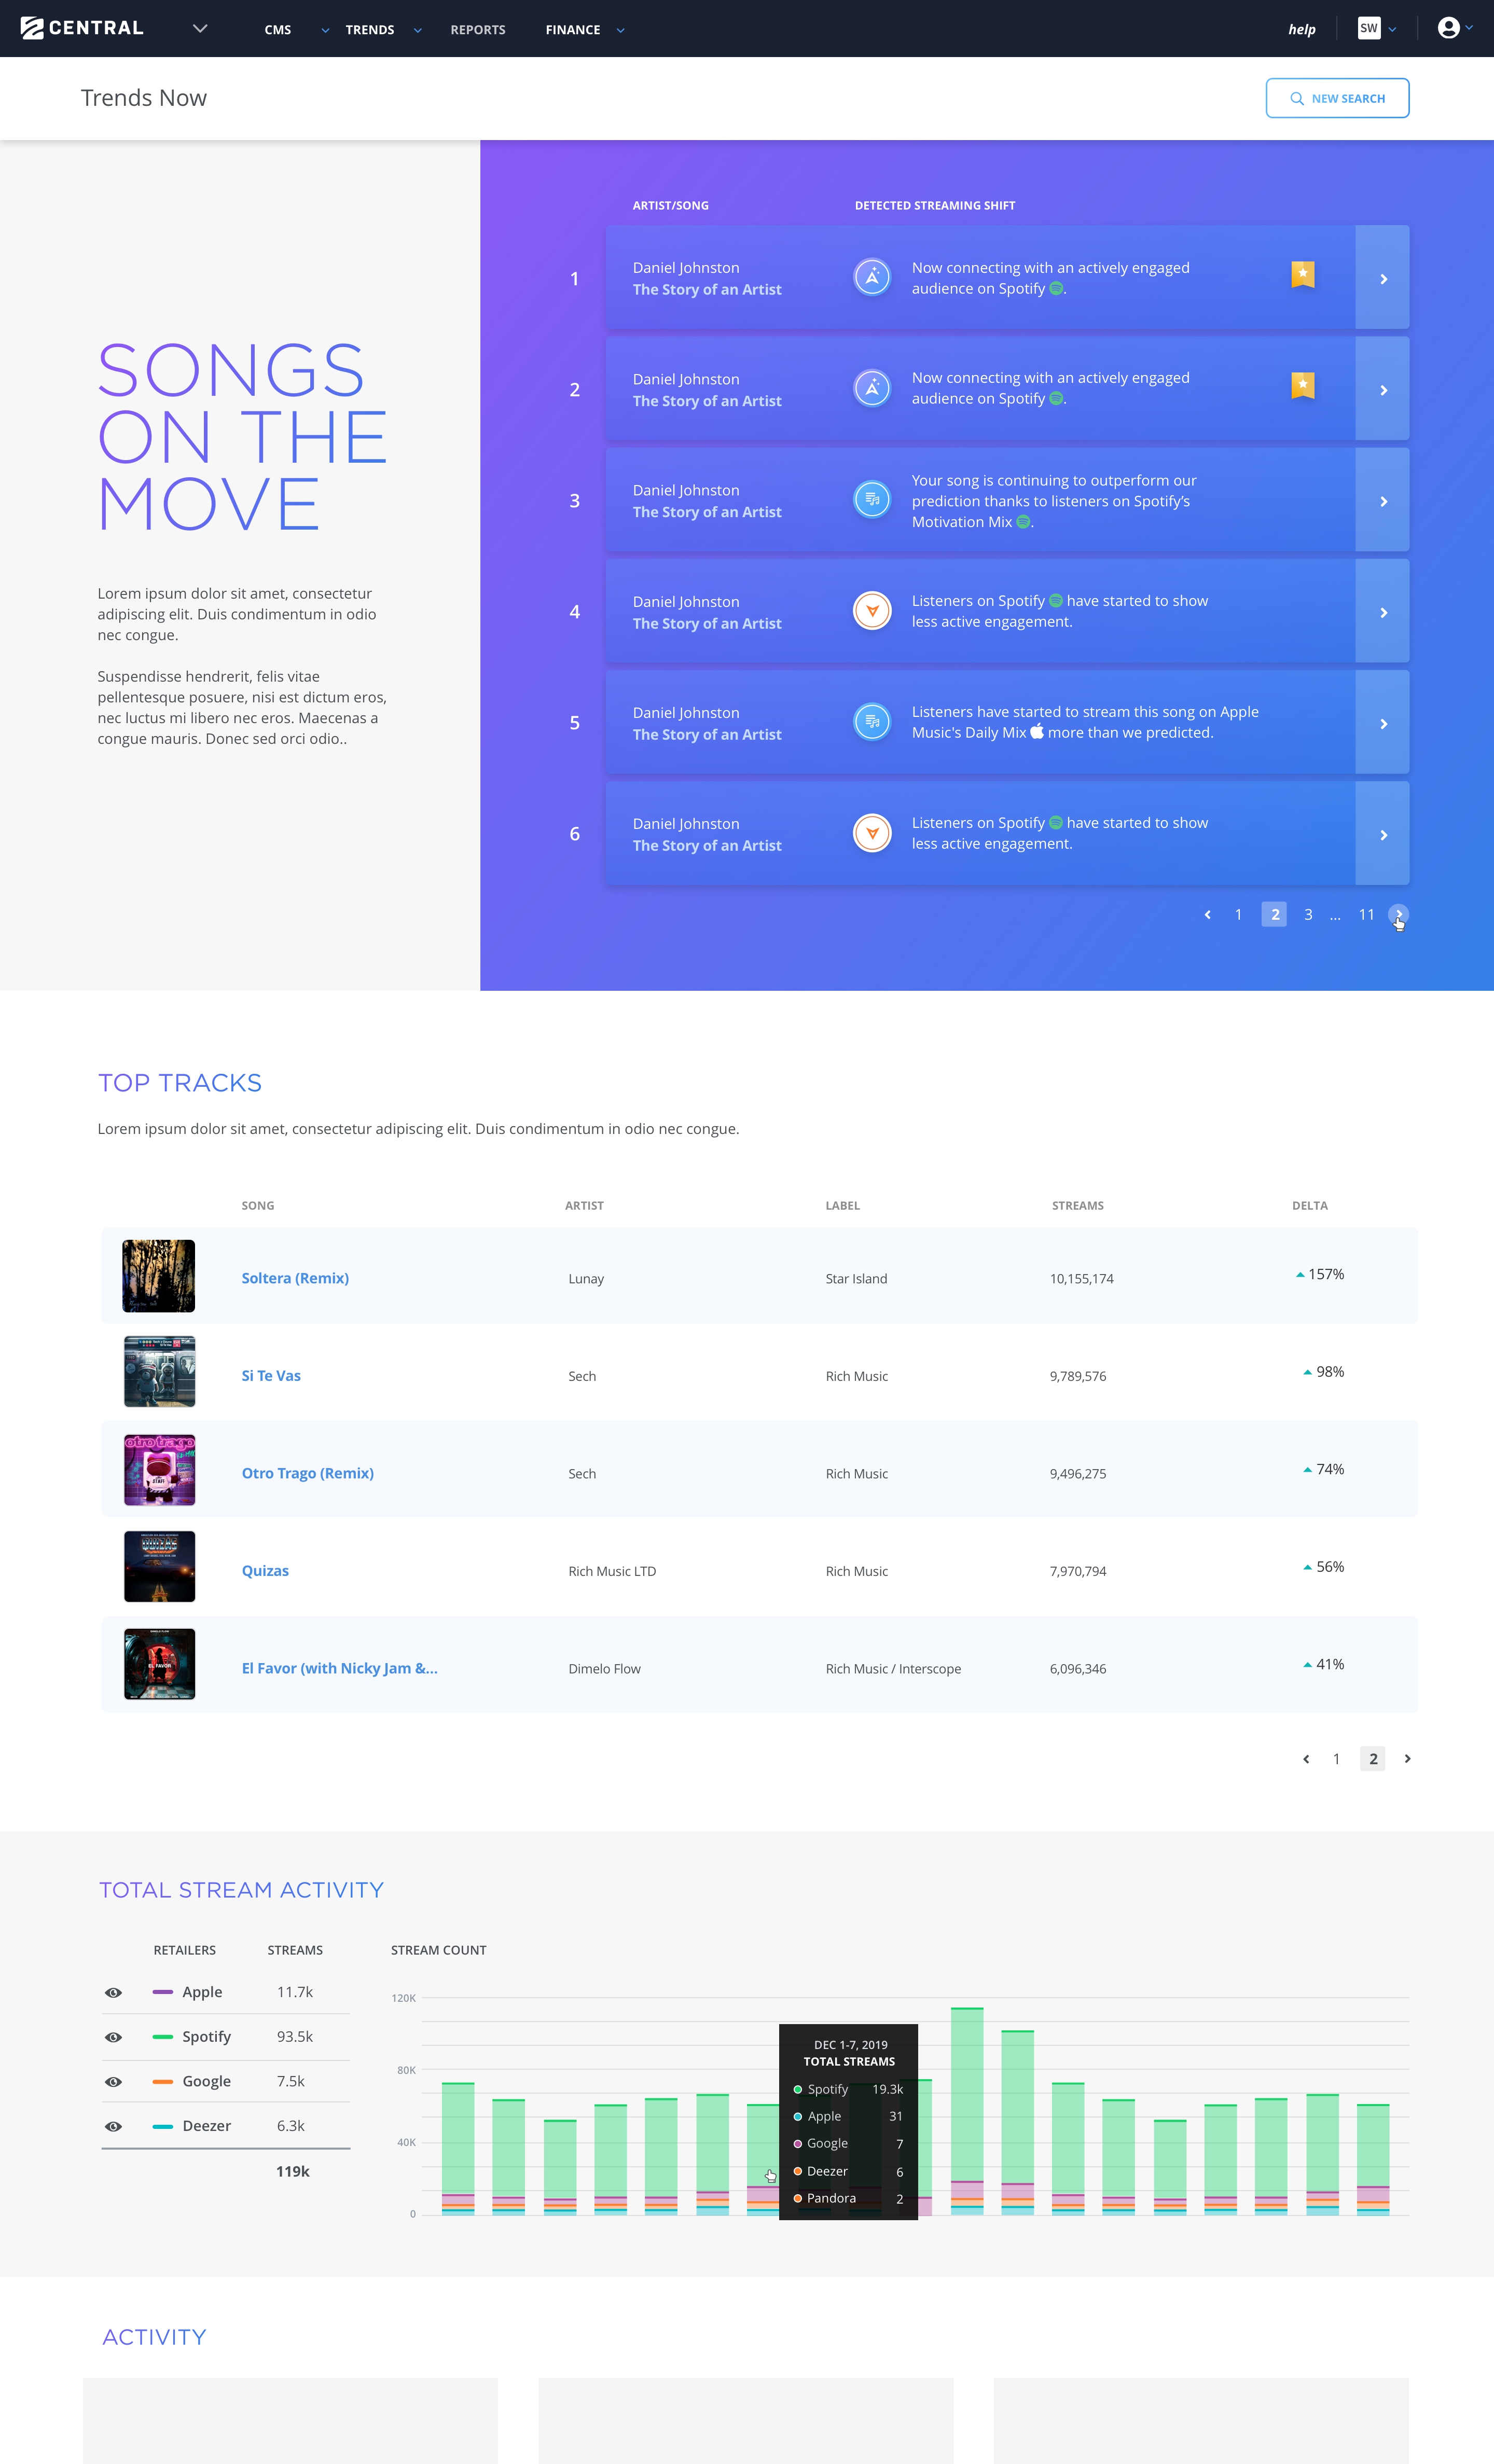 CENTRAL
CMS
TRENDS
REPORTS
FINANCE
help
SW
Trends Now
NEW SEARCH
SONGS
ON THE
MOVE
Lorem ipsum dolor sit amet, consectetur
adipiscing elit. Duis condimentum in odio
nec congue.
Suspendisse hendrerit, felis vitae
pellentesque posuere, nisi est dictum eros,
nec luctus mi libero nec eros. Maecenas a
congue mauris. Donec sed orci odio..
ARTIST/SONG
DETECTED STREAMING SHIFT
1
Daniel Johnston
The Story of an Artist
Now connecting with an actively engaged
audience on Spotify .
2
Daniel Johnston
The Story of an Artist
Now connecting with an actively engaged
audience on Spotify .
3
Daniel Johnston
The Story of an Artist
Your song is continuing to outperform our
prediction thanks to listeners on Spotify’s
Motivation Mix .
4
Daniel Johnston
The Story of an Artist
Listeners on Spotify have started to show
less active engagement.
5
Daniel Johnston
The Story of an Artist
Listeners have started to stream this song on Apple
Music's Daily Mix more than we predicted.
6
Daniel Johnston
The Story of an Artist
Listeners on Spotify have started to show
less active engagement.
1 2 3 ... 11
TOP TRACKS
Lorem ipsum dolor sit amet, consectetur adipiscing elit. Duis condimentum in odio nec congue.
SONG ARTIST LABEL STREAMS DELTA
Soltera (Remix) Lunay Star Island 10,155,174 157%
Si Te Vas Sech Rich Music 9,789,576 98%
otro trago
Otro Trago (Remix) Sech Rich Music 9,496,275 74%
QUIZAS
Quizas Rich Music LTD Rich Music 7,970,794 56%
EL FAVOR
El Favor (with Nicky Jam &... Dimelo Flow Rich Music / Interscope 6,096,346 41%
1 2
TOTAL STREAM ACTIVITY
RETAILERS STREAMS
Apple 11.7k
Spotify 93.5k
Google 7.5k
Deezer 6.3k
119k
STREAM COUNT
120K
80K
40K
0
DEC 1-7, 2019
TOTAL STREAMS
Spotify 19.3k
Apple 31
Google 7
Deezer 6
Pandora 2
ACTIVITY